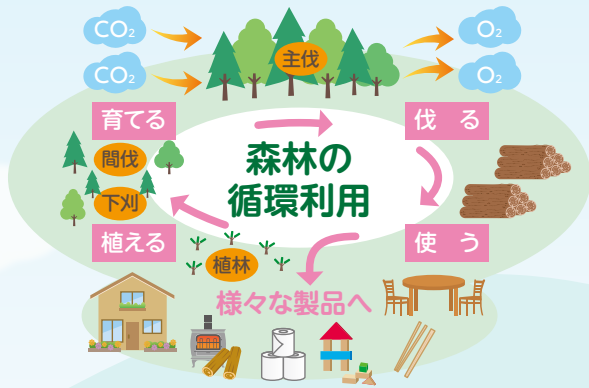 CO₂
O₂
主伐
CO₂
O₂
育てる
伐　る
間伐
森林の
循環利用
下刈
植える
使　う
植林
様々な製品へ